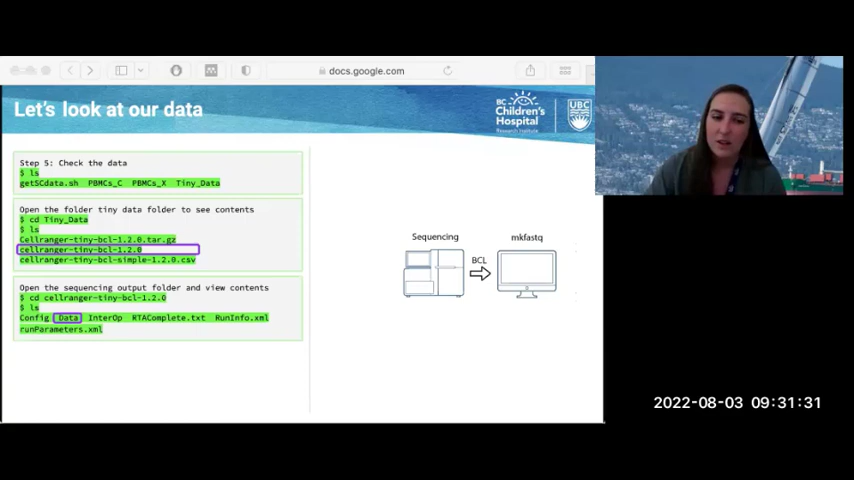 docs.google.com
Let's look at our data
BC
Children's
Hospital
Research Institute
UBC
Step 5: Check the data
$ ls
getSCdata.sh PBMCs_C PBMCs_X Tiny_Data
Open the folder tiny data folder to see contents
$ cd Tiny_Data
$ ls
Cellranger-tiny-bcl-1.2.0.tar.gz
cellranger-tiny-bcl-1.2.0
cellranger-tiny-bcl-simple-1.2.0.csv
Open the sequencing output folder and view contents
$ cd cellranger-tiny-bcl-1.2.0
$ ls
Config Data InterOp RTAComplete.txt RunInfo.xml
runParameters.xml
Sequencing
mkfastq
BCL
2022-08-03 09:31:31